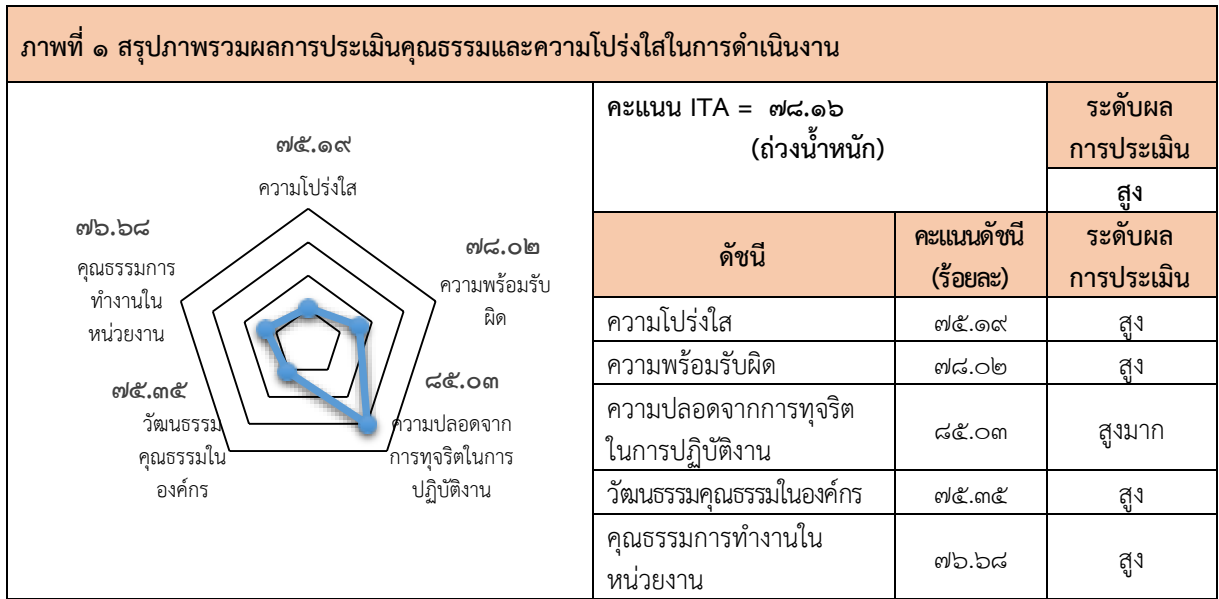 ภาพที่ ๑ สรุปภาพรวมผลการประเมินคุณธรรมและความโปร่งใสในการดำเนินงาน
๗๕.๑๙
ความโปร่งใส
๗๘.๐๒
ความพร้อมรับ
ผิด
๘๕.๐๓
ความปลอดจาก
การทุจริตในการ
ปฏิบัติงาน
๗๕.๓๕
วัฒนธรรม
คุณธรรมใน
องค์กร
๗๖.๖๘
คุณธรรมการ
ทำงานใน
หน่วยงาน
คะแนน ITA = ๗๘.๑๖
(ถ่วงน้ำหนัก)
ระดับผล
การประเมิน
สูง
ดัชนี
คะแนนดัชนี
(ร้อยละ)
ระดับผล
การประเมิน
ความโปร่งใส ๗๕.๑๙ สูง
ความพร้อมรับผิด ๗๘.๐๒ สูง
ความปลอดจากการทุจริต
ในการปฏิบัติงาน
๘๕.๐๓ สูงมาก
วัฒนธรรมคุณธรรมในองค์กร ๗๕.๓๕ สูง
คุณธรรมการทำงานใน
หน่วยงาน
๗๖.๖๘ สูง